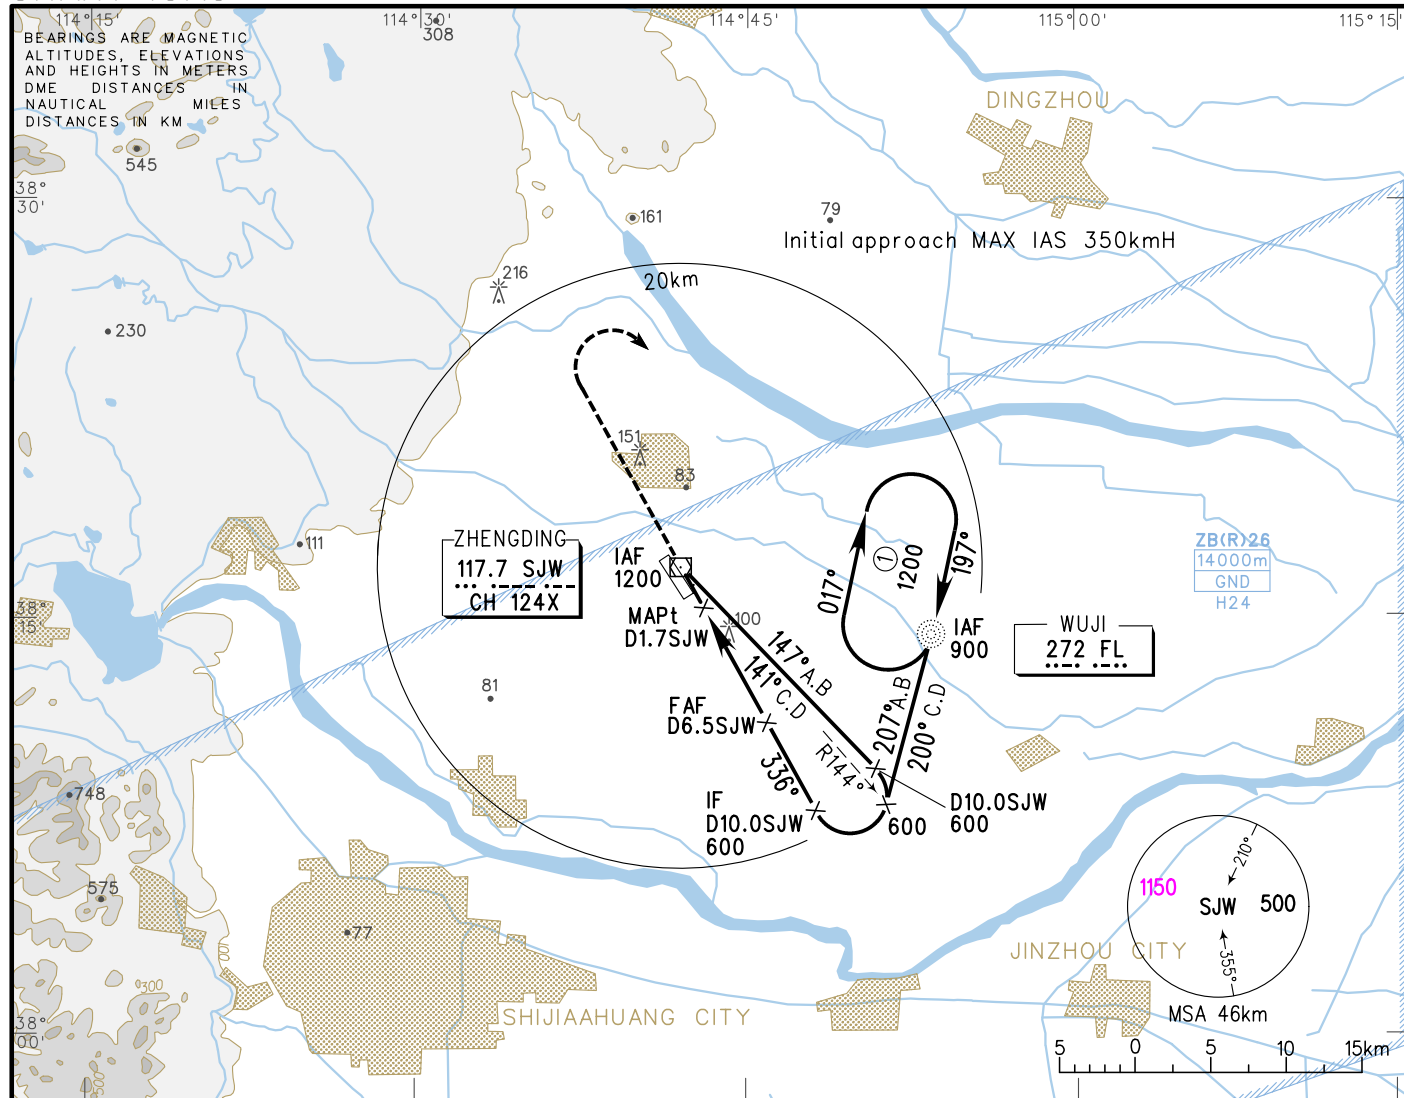 114°15'
114°30'
114°45'
115°00'
115°15'
308
BEARINGS ARE MAGNETIC
ALTITUDES, ELEVATIONS
AND HEIGHTS IN METERS
DME DISTANCES IN
NAUTICAL MILES
DISTANCES IN KM
DINGZHOU
545
38°
30'
161
79
Initial approach MAX IAS 350kmH
216
20km
230
151
83
111
ZHENGDING
117.7 SJW
CH 124X
IAF
1200
017°
1
1200
197°
ZB(R)26
14000m
GND
H24
38°
15'
MAPt
D1.7SJW
100
IAF
900
WUJI
272 FL
147° A.B
141° C.D
81
FAF
D6.5SJW
207° A.B
200° C.D
R144°
336°
748
IF
D10.0SJW
600
600
D10.0SJW
600
575
77
210°
1150
SJW
500
355°
MSA 46km
JINZHOU CITY
300
SHIJIAAHUANG CITY
38°
00'
500
5 0 5 10 15km